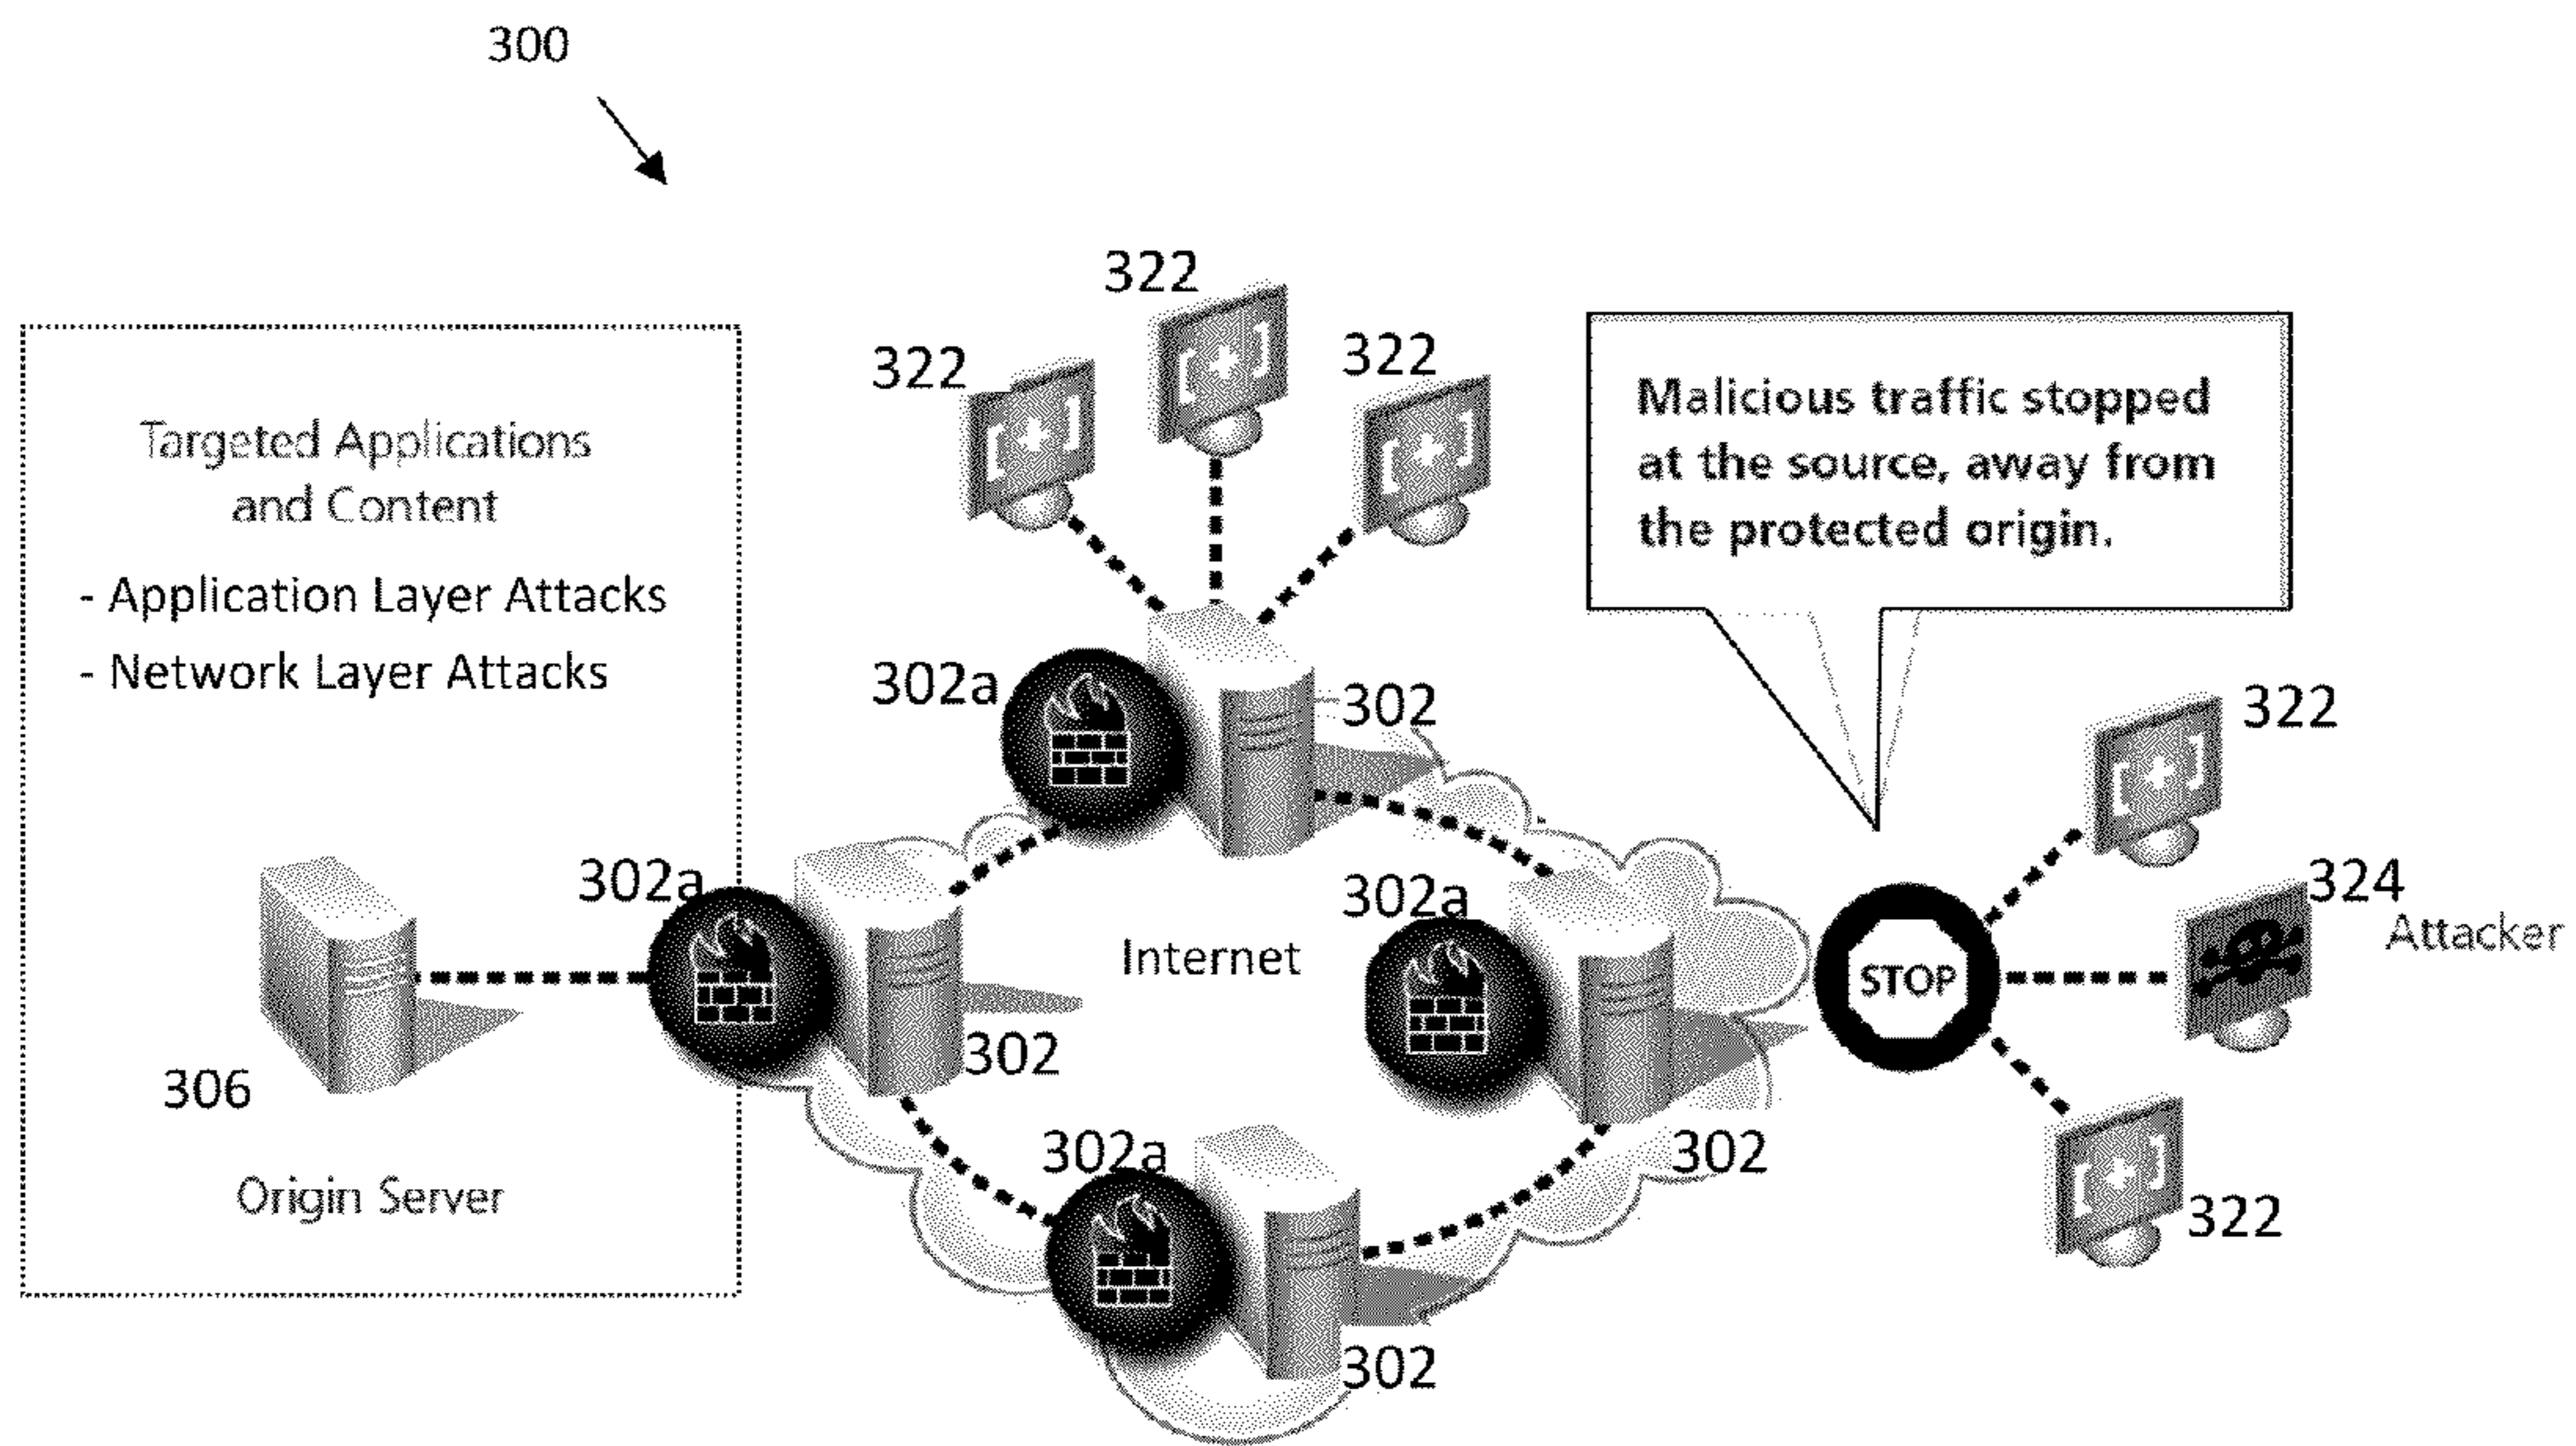 300
322
322
322
Targeted Applications
and Content
- Application Layer Attacks
- Network Layer Attacks
Malicious traffic stopped
at the source, away from
the protected origin.
302a
302
322
302a
302a
324
Attacker
Internet
STOP
302
306
302a
302
Origin Server
322
302